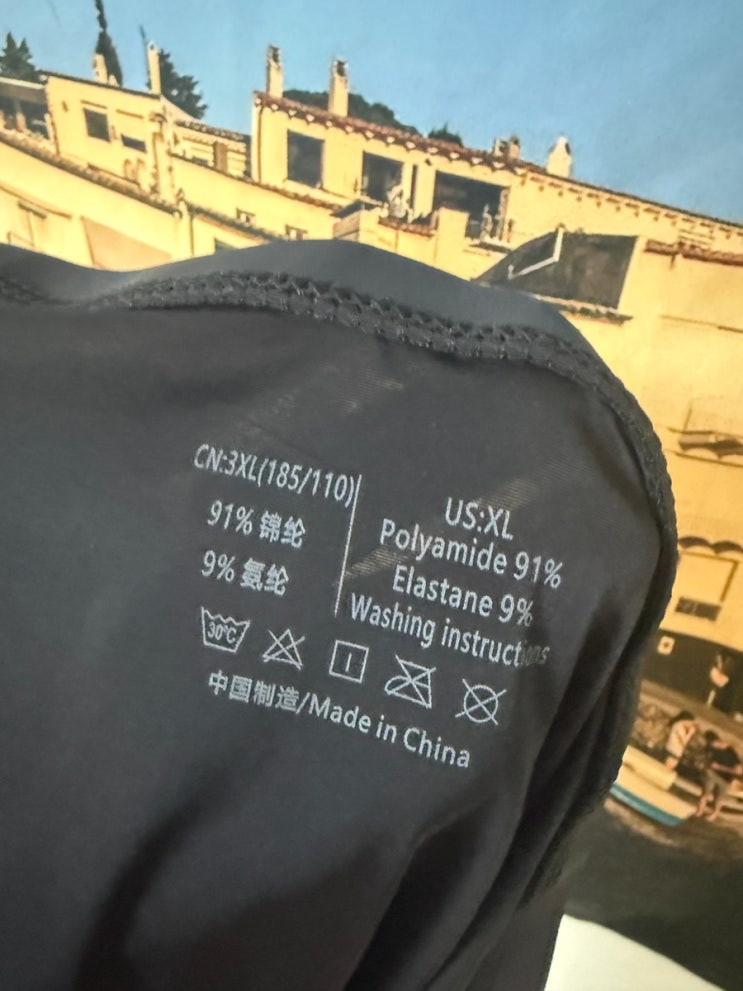 CN:3XL(185/110)
91% 锦纶
9% 氨纶
US:XL
Polyamide 91%
Elastane 9%
Washing instructions
30℃
中国制造/Made in China